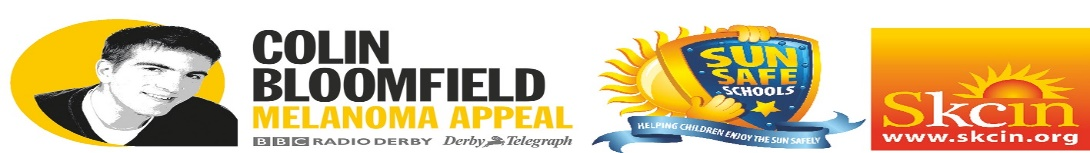 COLIN
BLOOMFIELD
MELANOMA APPEAL
BBC RADIO DERBY Derby Telegraph
SUN
SAFE
SCHOOLS
HELPING CHILDREN ENJOY THE SUN SAFELY
Skcin
www.skcin.org